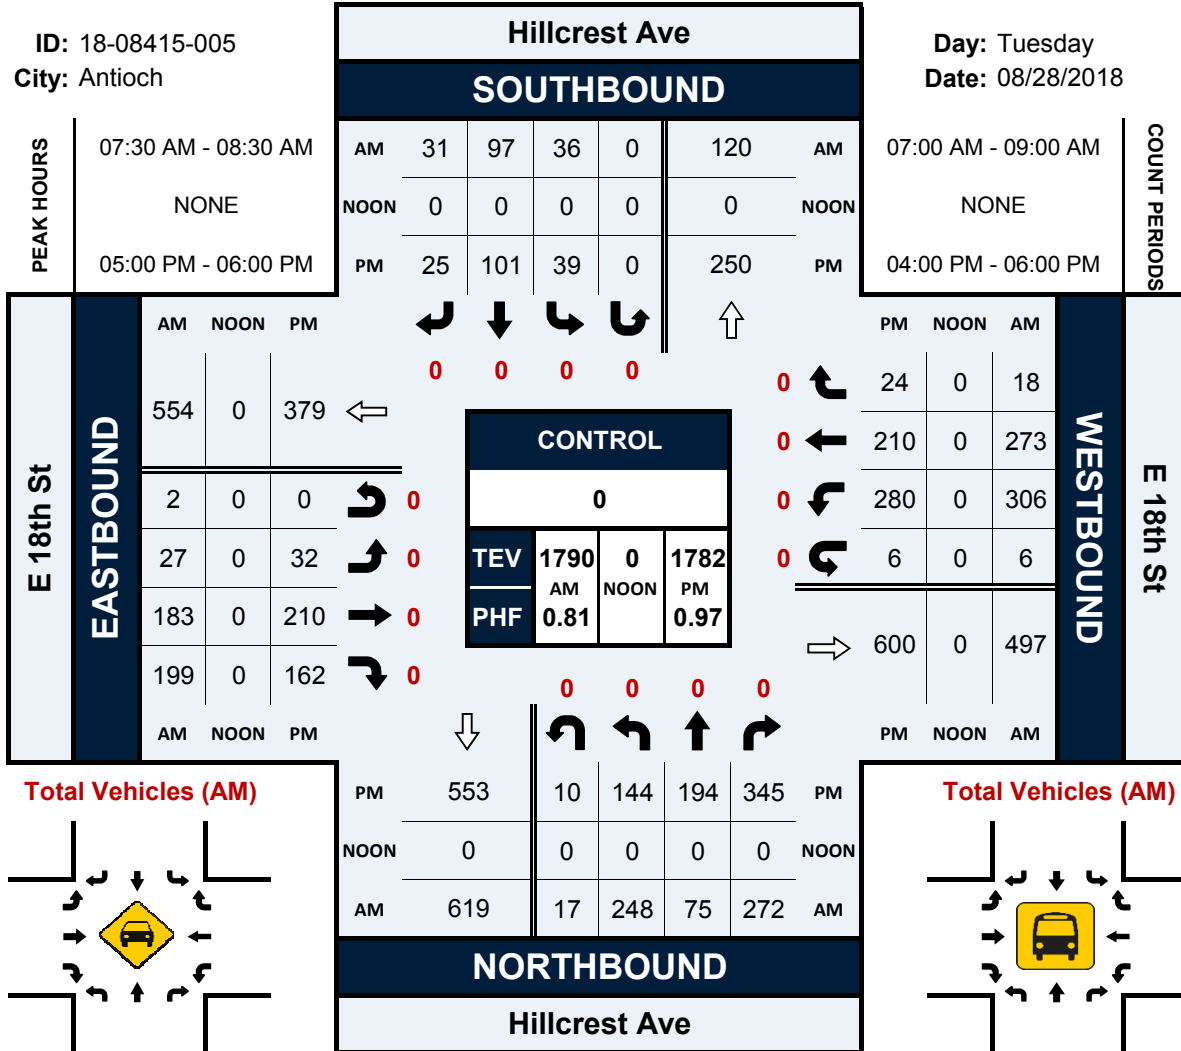 Hillcrest Ave
ID: 18-08415-005
Day: Tuesday
City: Antioch
Date: 08/28/2018
SOUTHBOUND
PEAK HOURS
07:30 AM - 08:30 AM
NONE
05:00 PM - 06:00 PM
AM 31 97 36 0 120 AM
NOON 0 0 0 0 0 NOON
PM 25 101 39 0 250 PM
07:00 AM - 09:00 AM
NONE
04:00 PM - 06:00 PM
COUNT PERIODS
0 0 0 0
E 18th St
EASTBOUND
AM NOON PM
554 0 379
2 0 0 0
27 0 32 0
183 0 210 0
199 0 162 0
AM NOON PM
CONTROL
0
TEV 1790 0 1782
AM NOON PM
PHF 0.81 0.97
PM NOON AM
0 24 0 18
0 210 0 273
0 280 0 306
0 6 0 6
600 0 497
PM NOON AM
WESTBOUND
E 18th St
0 0 0 0
PM 553 10 144 194 345 PM
NOON 0 0 0 0 0 NOON
AM 619 17 248 75 272 AM
NORTHBOUND
Hillcrest Ave
Total Vehicles (AM)
Total Vehicles (AM)